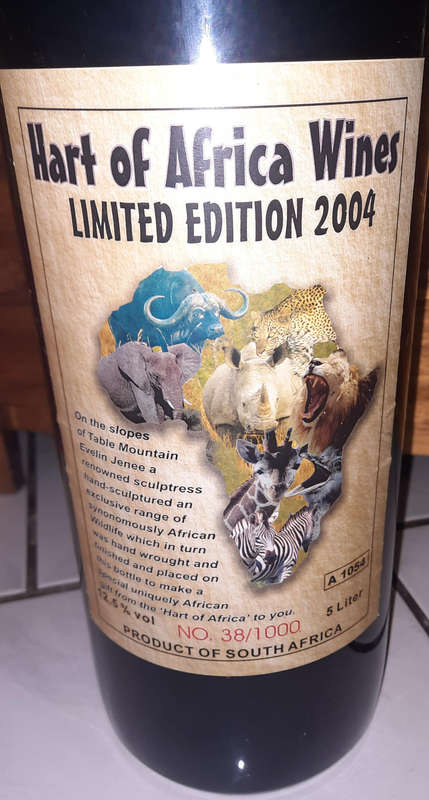 Hart of Africa Wines
LIMITED EDITION 2004
On the slopes
of Table Mountain
Evelin Jenee a
renowned sculptress
hand-sculptured an
exclusive range of
synonomously African
Wildlife which in turn
was hand wrought and
finished and placed on
this bottle to make a
special uniquely African
gift from the 'Hart of Africa' to you.
A 1054
12.5 % vol
NO. 38/1000
5 Liter
PRODUCT OF SOUTH AFRICA